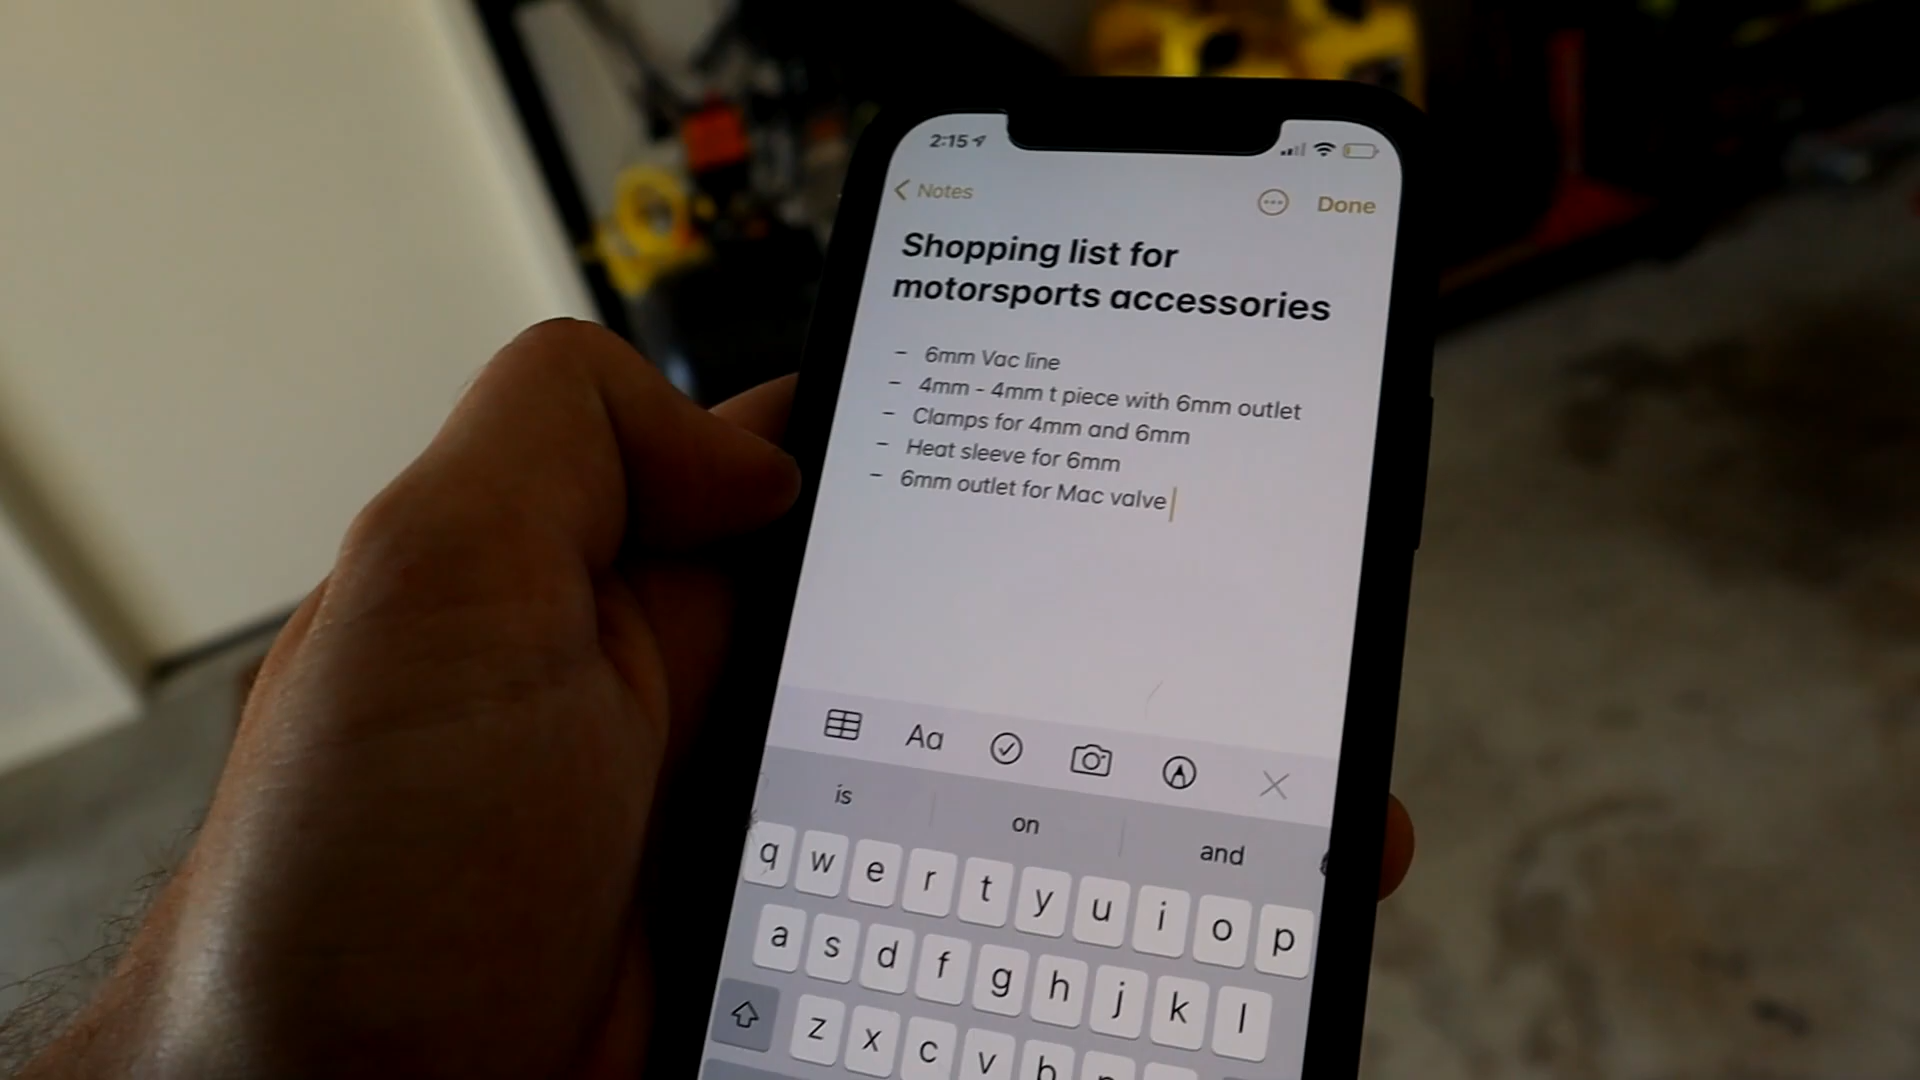 2:15
Notes
Done
Shopping list for
motorsports accessories
- 6mm Vac line
- 4mm - 4mm t piece with 6mm outlet
- Clamps for 4mm and 6mm
- Heat sleeve for 6mm
- 6mm outlet for Mac valve
Aa
is on and
q w e r t y u i o p
a s d f g h j k l
z x c v b